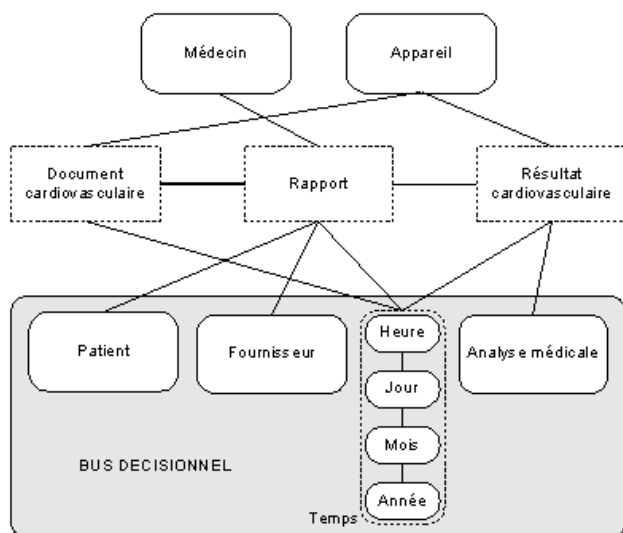 Médecin
Appareil
Document
cardiovasculaire
Rapport
Résultat
cardiovasculaire
Patient
Fournisseur
Heure
Analyse médicale
Jour
Mois
BUS DECISIONNEL
Année
Temps